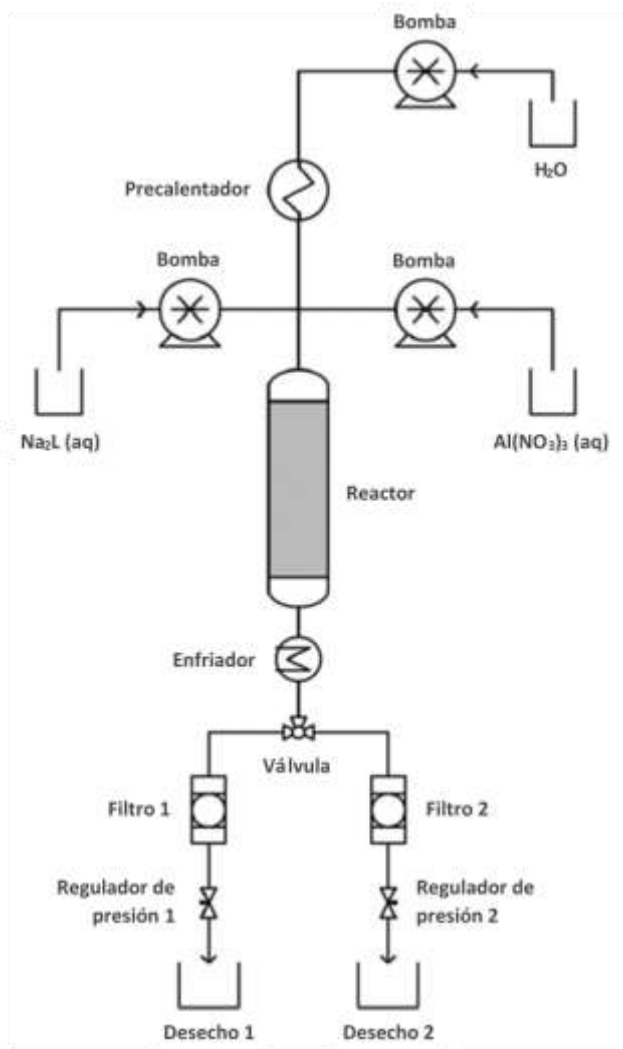 Bomba
H₂O
Precalentador
Bomba
Bomba
Na₂L (aq)
Al(NO₃)₃ (aq)
Reactor
Enfriador
Válvula
Filtro 1
Filtro 2
Regulador de
presión 1
Regulador de
presión 2
Desecho 1
Desecho 2